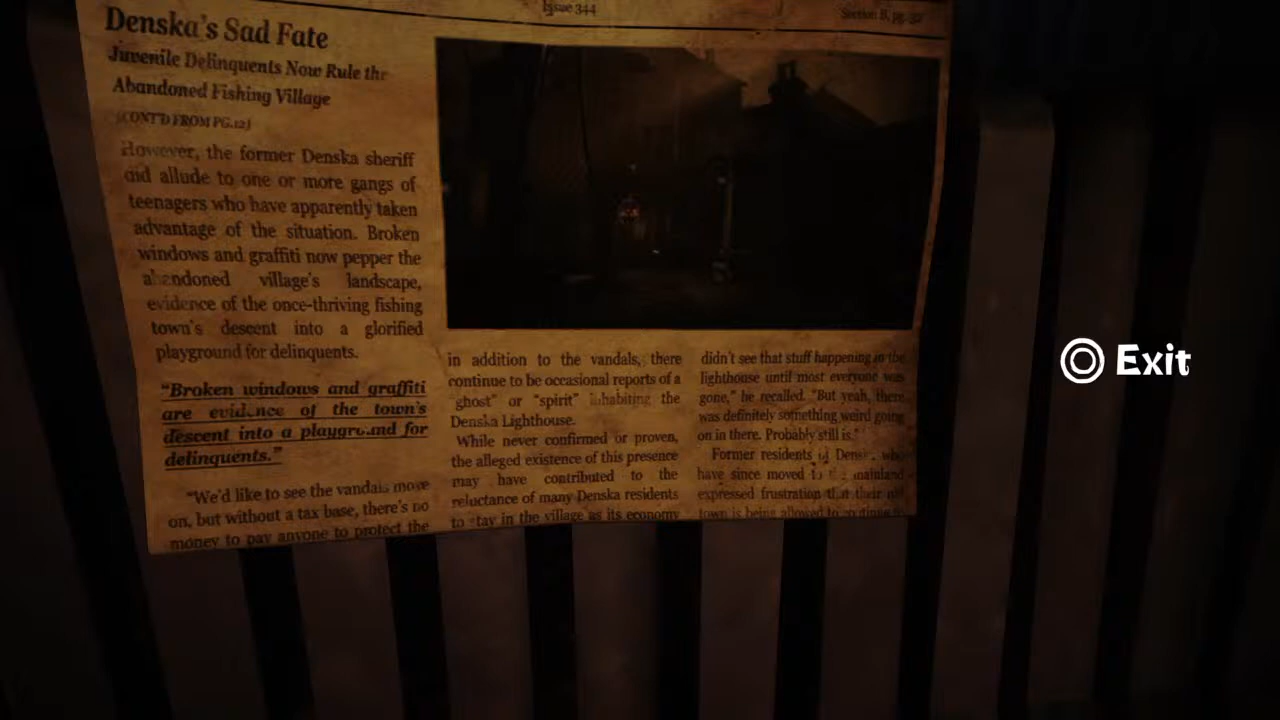 Issue 344
Section B, pg. 32
Denska's Sad Fate
Juvenile Delinquents Now Rule the
Abandoned Fishing Village
(CONT'D FROM PG.12)
However, the former Denska sheriff
did allude to one or more gangs of
teenagers who have apparently taken
advantage of the situation. Broken
windows and graffiti now pepper the
abandoned village's landscape,
evidence of the once-thriving fishing
town's descent into a glorified
playground for delinquents.
"Broken windows and graffiti
are evidence of the town's
descent into a playground for
delinquents."
"We'd like to see the vandals move
on, but without a tax base, there's no
money to pay anyone to protect the
in addition to the vandals, there
continue to be occasional reports of a
"ghost" or "spirit" inhabiting the
Denska Lighthouse.
While never confirmed or proven,
the alleged existence of this presence
may have contributed to the
reluctance of many Denska residents
to stay in the village as its economy
didn't see that stuff happening in the
lighthouse until most everyone was
gone," he recalled. "But yeah, there
was definitely something weird going
on in there. Probably still is."
Former residents of Denska who
have since moved to the mainland
expressed frustration that their old
town is being allowed to continue to
Exit